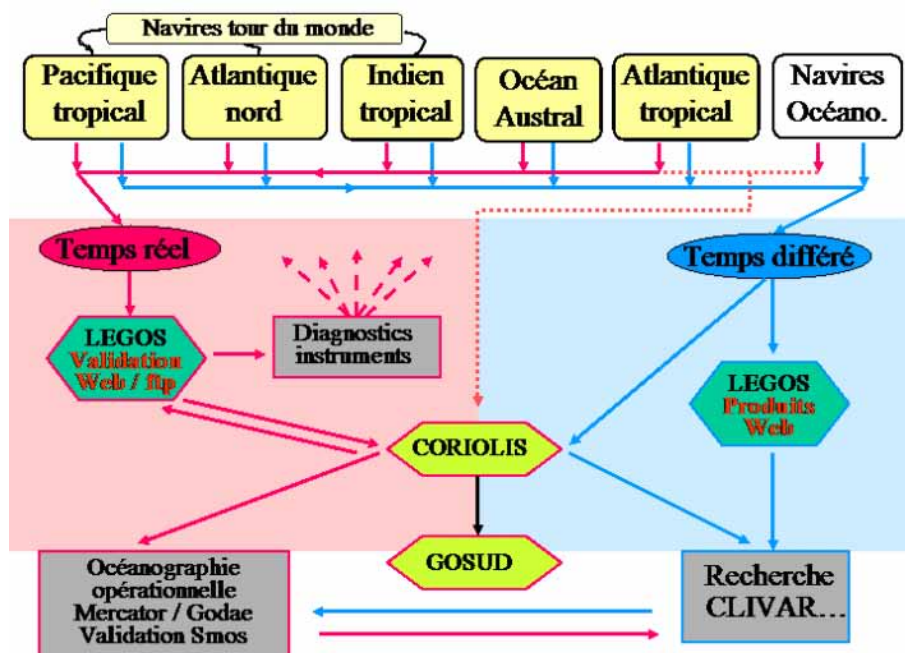 Navires tour du monde
Pacifique
tropical
Atlantique
nord
Indien
tropical
Océan
Austral
Atlantique
tropical
Navires
Océano.
Temps réel
Temps différé
LEGOS
Validation
Web / ftp
Diagnostics
instruments
LEGOS
Produits
Web
CORIOLIS
GOSUD
Océanographie
opérationnelle
Mercator / Godae
Validation Smos
Recherche
CLIVAR...